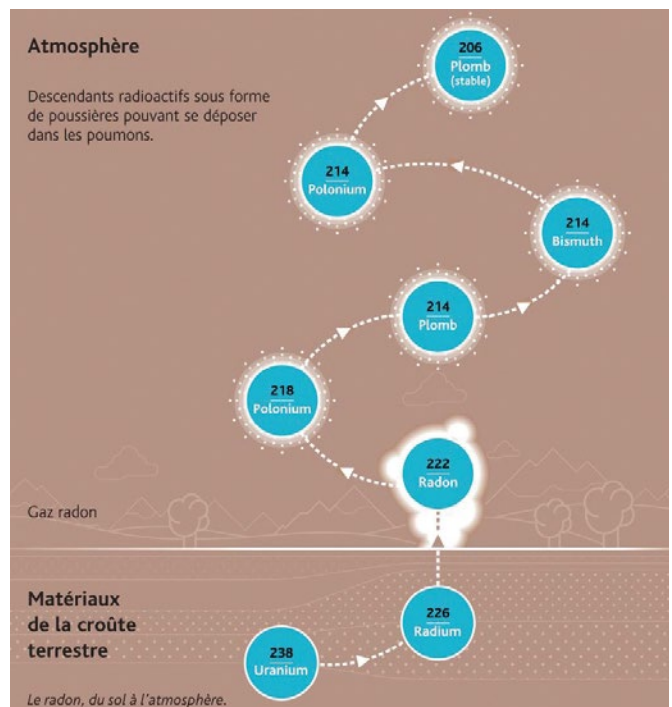 Atmosphère
Descendants radioactifs sous forme
de poussières pouvant se déposer
dans les poumons.
206
Plomb
(stable)
214
Polonium
214
Bismuth
214
Plomb
218
Polonium
222
Radon
Gaz radon
Matériaux
de la croûte
terrestre
226
Radium
238
Uranium
Le radon, du sol à l'atmosphère.